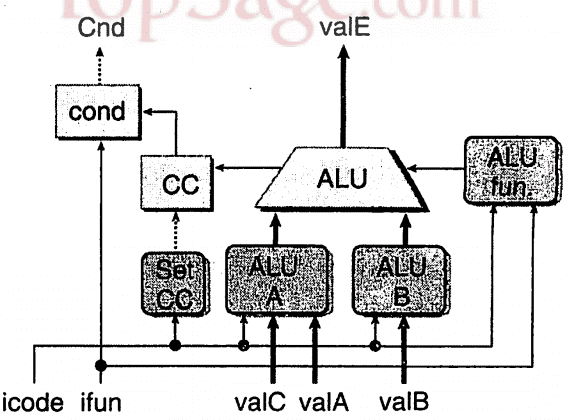 TopSage.com
Cnd
valE
cond
CC
ALU
ALU
fun.
Set
CC
ALU
A
ALU
B
icode
ifun
valC
valA
valB